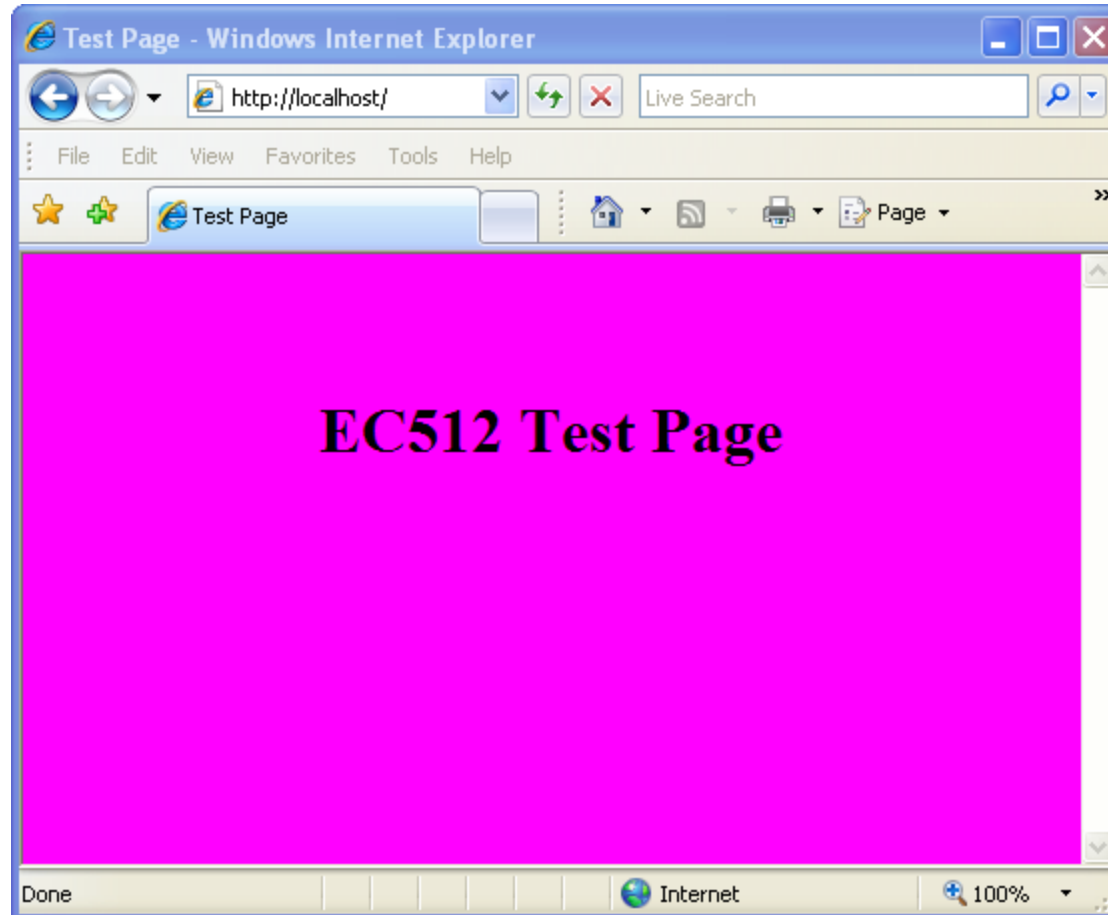 Test Page - Windows Internet Explorer
http://localhost/ Live Search
File Edit View Favorites Tools Help
Test Page Page »
EC512 Test Page
Done Internet 100%